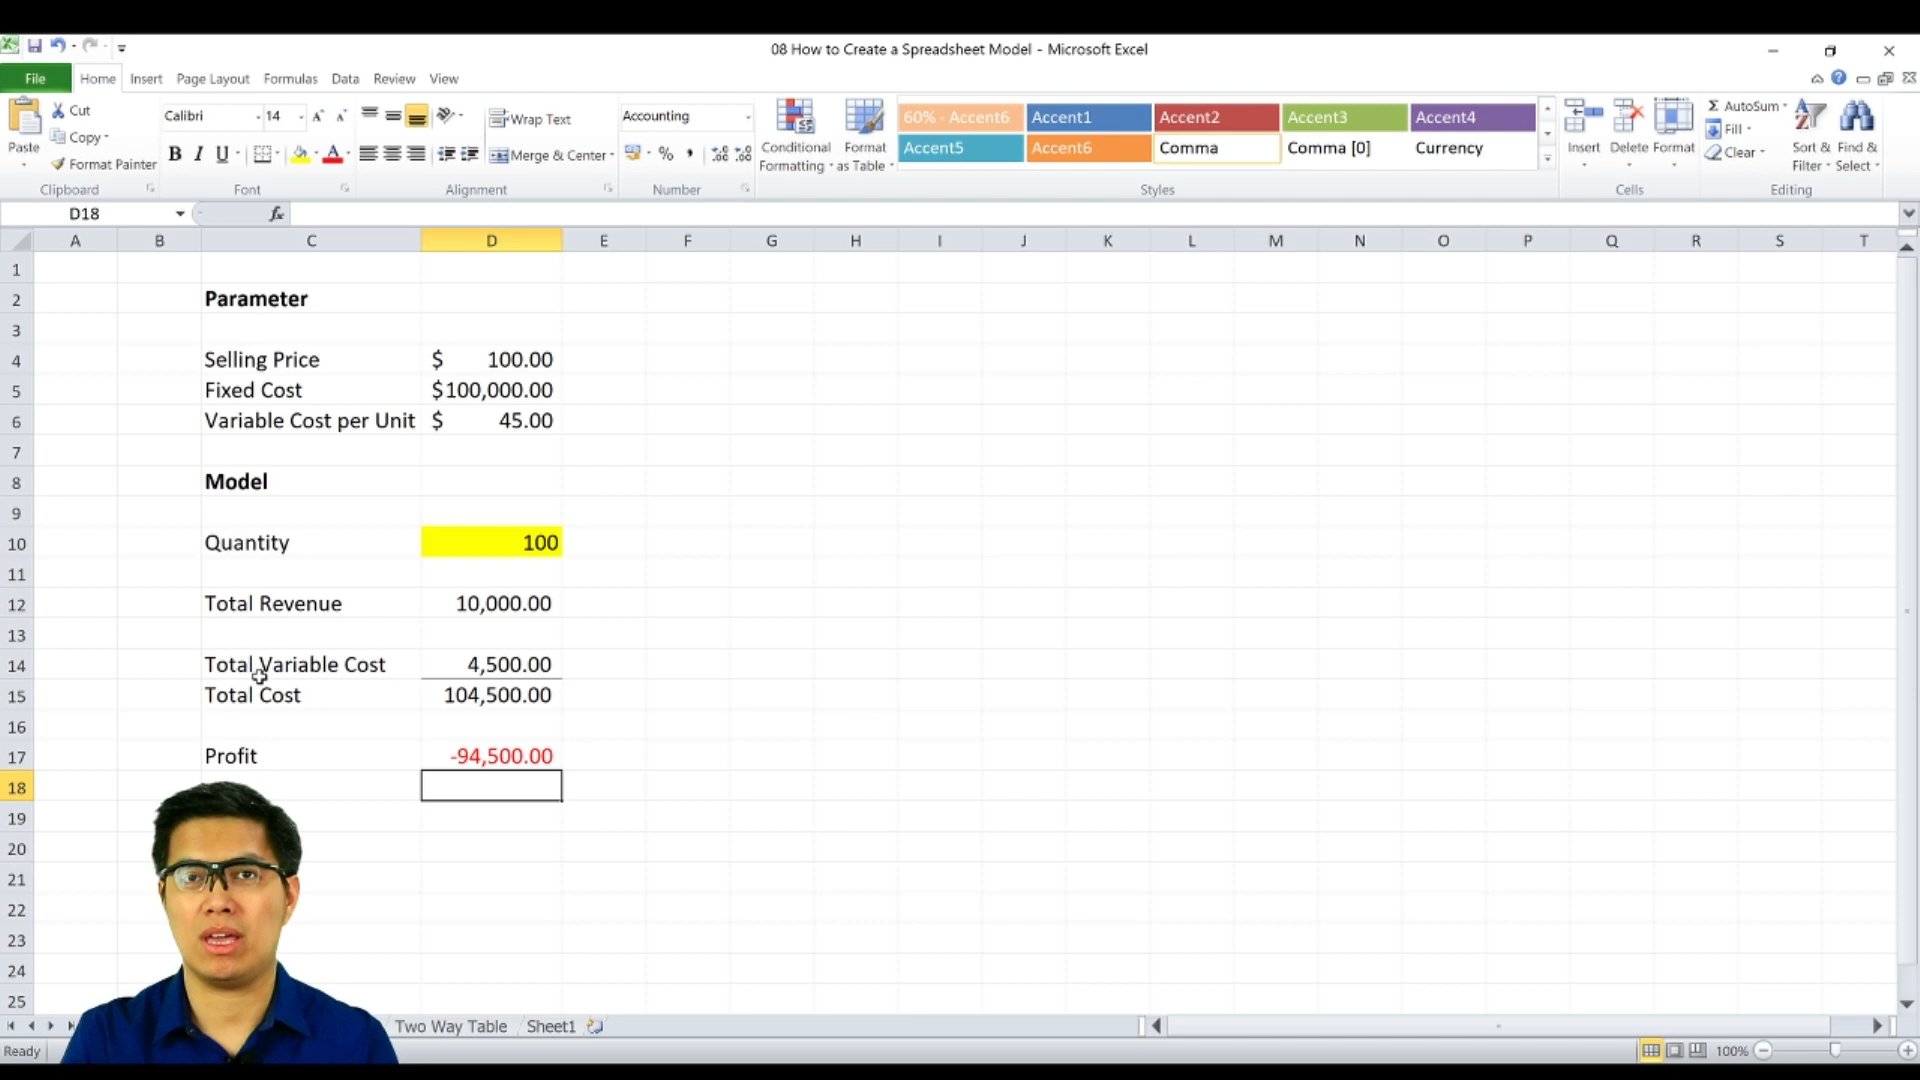 08 How to Create a Spreadsheet Model - Microsoft Excel
File Home Insert Page Layout Formulas Data Review View
Paste
Cut
Copy
Format Painter
Clipboard
Calibri 14
B I U
Font
Wrap Text
Merge & Center
Alignment
Accounting
%
Number
Conditional Formatting
Format as Table
60% - Accent6 Accent1 Accent2 Accent3 Accent4
Accent5 Accent6 Comma Comma [0] Currency
Styles
Insert Delete Format
Cells
Σ AutoSum
Fill
Clear
Sort & Filter
Find & Select
Editing
D18 fx
A B C D E F G H I J K L M N O P Q R S T
1
2 Parameter
3
4 Selling Price $ 100.00
5 Fixed Cost $100,000.00
6 Variable Cost per Unit $ 45.00
7
8 Model
9
10 Quantity 100
11
12 Total Revenue 10,000.00
13
14 Total Variable Cost 4,500.00
15 Total Cost 104,500.00
16
17 Profit -94,500.00
18
19
20
21
22
23
24
25
Two Way Table Sheet1
Ready 100%